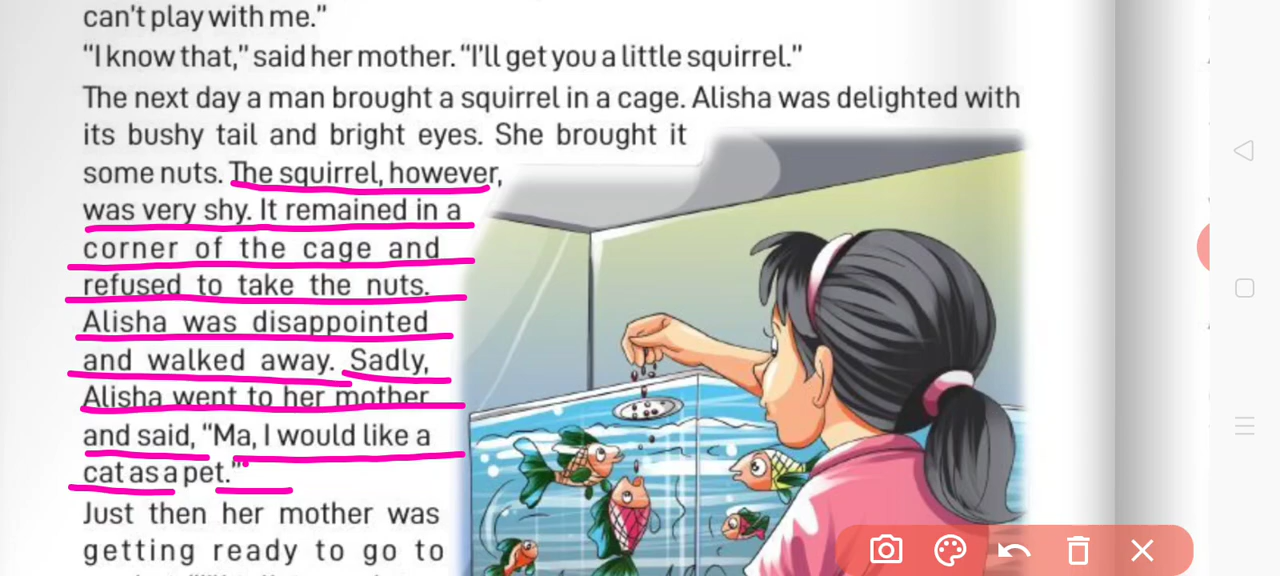 can't play with me."
"I know that," said her mother. "I'll get you a little squirrel."
The next day a man brought a squirrel in a cage. Alisha was delighted with
its bushy tail and bright eyes. She brought it
some nuts. The squirrel, however,
was very shy. It remained in a
corner of the cage and
refused to take the nuts.
Alisha was disappointed
and walked away. Sadly,
Alisha went to her mother
and said, "Ma, I would like a
cat as a pet."
Just then her mother was
getting ready to go to